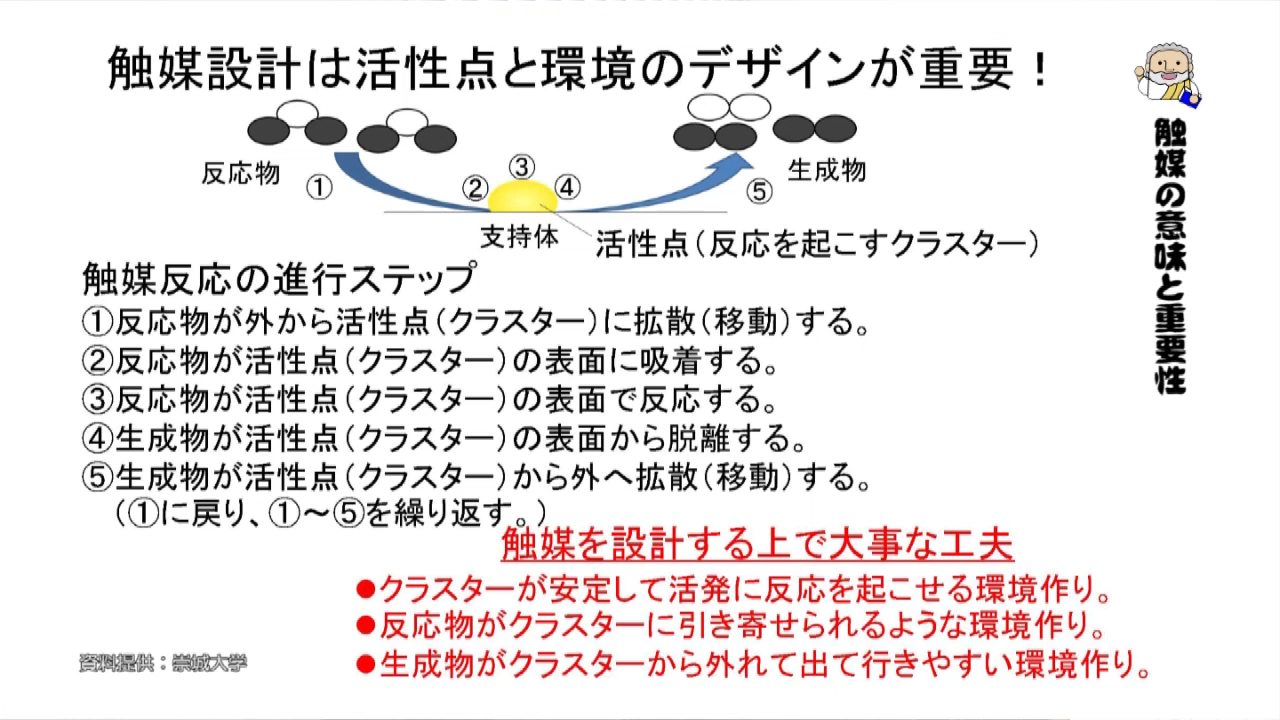 触媒設計は活性点と環境のデザインが重要！
触媒の意味と重要性
反応物
①
②
③
④
⑤
生成物
支持体
活性点（反応を起こすクラスター）
触媒反応の進行ステップ
①反応物が外から活性点（クラスター）に拡散（移動）する。
②反応物が活性点（クラスター）の表面に吸着する。
③反応物が活性点（クラスター）の表面で反応する。
④生成物が活性点（クラスター）の表面から脱離する。
⑤生成物が活性点（クラスター）から外へ拡散（移動）する。
（①に戻り、①～⑤を繰り返す。）
触媒を設計する上で大事な工夫
●クラスターが安定して活発に反応を起こせる環境作り。
●反応物がクラスターに引き寄せられるような環境作り。
●生成物がクラスターから外れて出て行きやすい環境作り。
資料提供：崇城大学